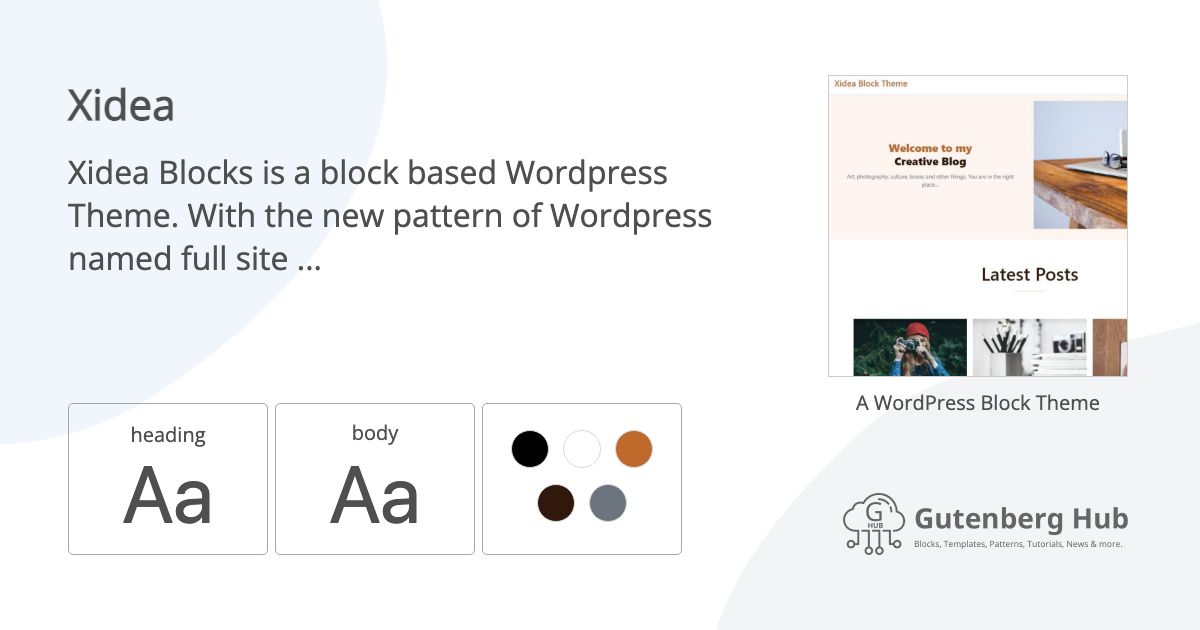 Xidea
Xidea Blocks is a block based Wordpress
Theme. With the new pattern of Wordpress
named full site ...
heading
Aa
body
Aa
Xidea Block Theme
Welcome to my
Creative Blog
Art, photography, culture, books and other things. You are in the right
place...
Latest Posts
A WordPress Block Theme
G
HUB
Gutenberg Hub
Blocks, Templates, Patterns, Tutorials, News & more.